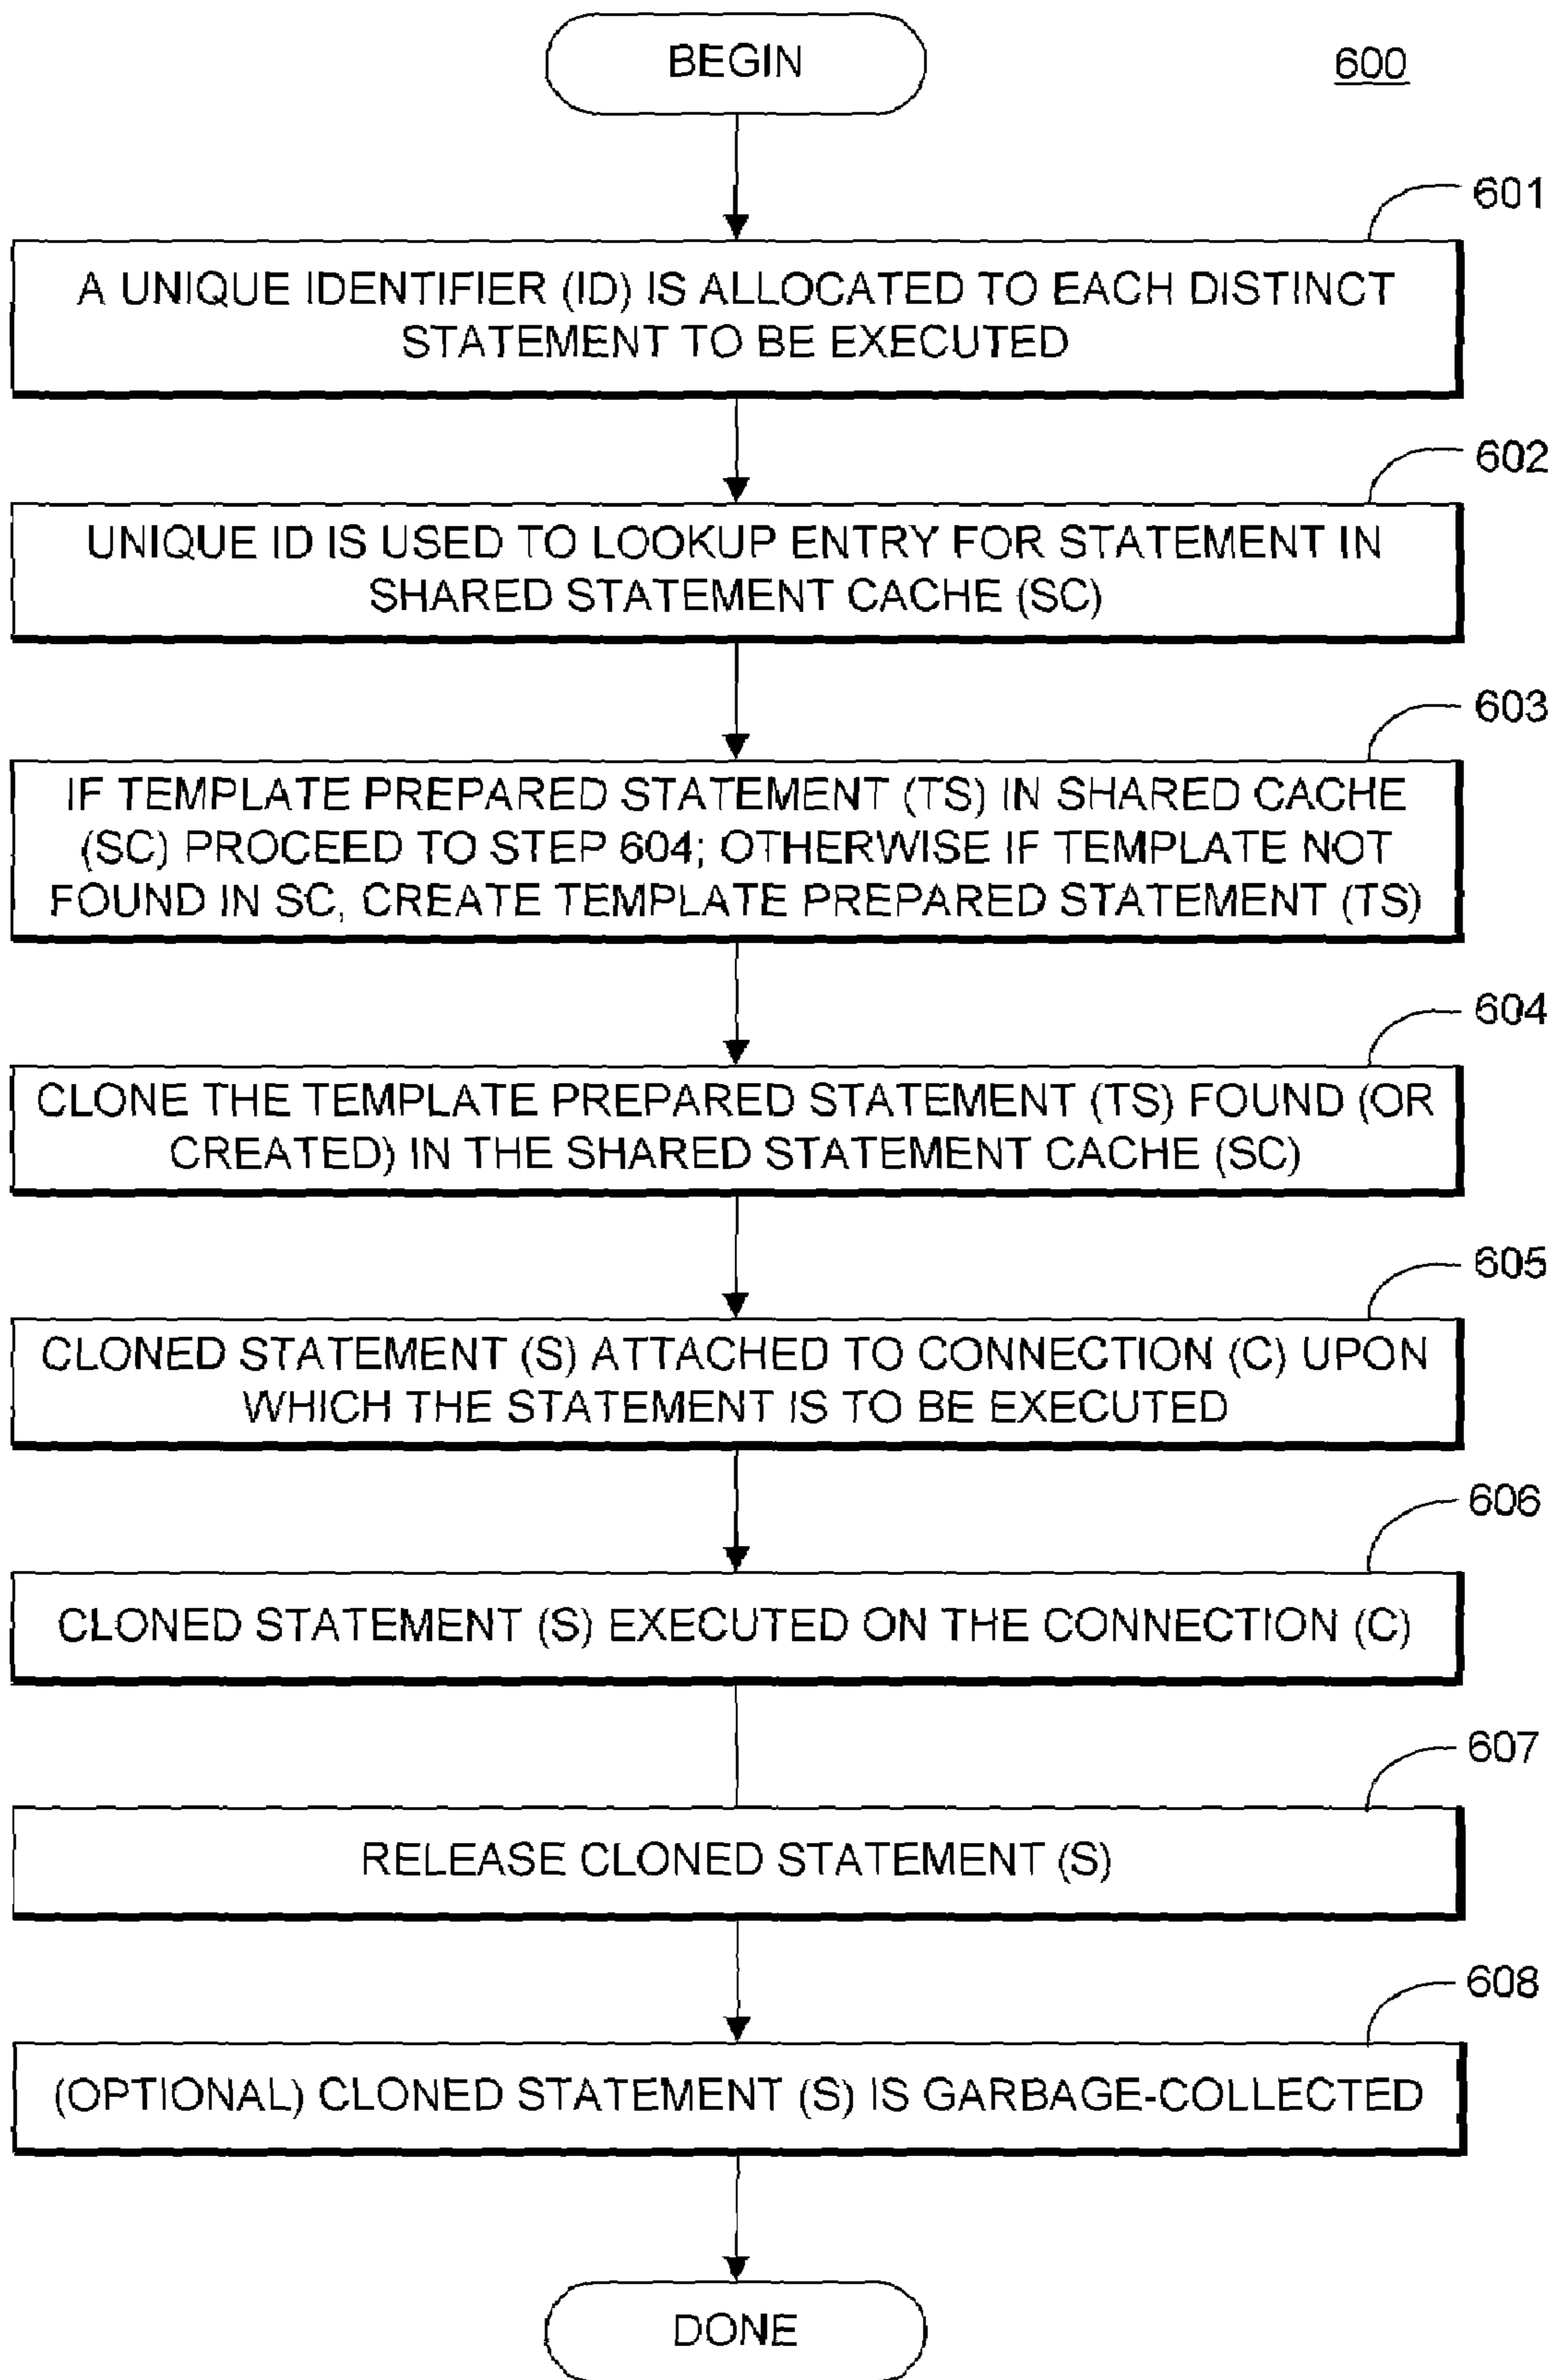 BEGIN
600
601
A UNIQUE IDENTIFIER (ID) IS ALLOCATED TO EACH DISTINCT
STATEMENT TO BE EXECUTED
602
UNIQUE ID IS USED TO LOOKUP ENTRY FOR STATEMENT IN
SHARED STATEMENT CACHE (SC)
603
IF TEMPLATE PREPARED STATEMENT (TS) IN SHARED CACHE
(SC) PROCEED TO STEP 604; OTHERWISE IF TEMPLATE NOT
FOUND IN SC, CREATE TEMPLATE PREPARED STATEMENT (TS)
604
CLONE THE TEMPLATE PREPARED STATEMENT (TS) FOUND (OR
CREATED) IN THE SHARED STATEMENT CACHE (SC)
605
CLONED STATEMENT (S) ATTACHED TO CONNECTION (C) UPON
WHICH THE STATEMENT IS TO BE EXECUTED
606
CLONED STATEMENT (S) EXECUTED ON THE CONNECTION (C)
607
RELEASE CLONED STATEMENT (S)
608
(OPTIONAL) CLONED STATEMENT (S) IS GARBAGE-COLLECTED
DONE